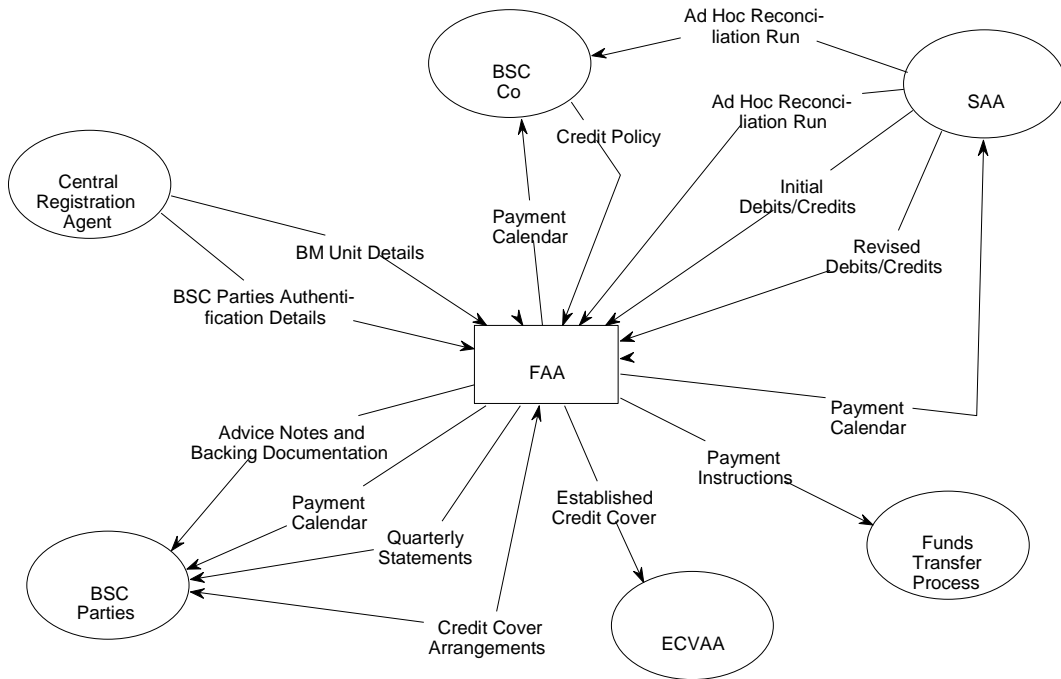 Ad Hoc Reconci-
liation Run
BSC
Co
SAA
Ad Hoc Reconci-
liation Run
Credit Policy
Central
Registration
Agent
Initial
Debits/Credits
Payment
Calendar
BM Unit Details
Revised
Debits/Credits
BSC Parties Authenti-
fication Details
FAA
Payment
Calendar
Advice Notes and
Backing Documentation
Payment
Instructions
Payment
Calendar
Established
Credit Cover
Quarterly
Statements
Funds
Transfer
Process
BSC
Parties
Credit Cover
Arrangements
ECVAA